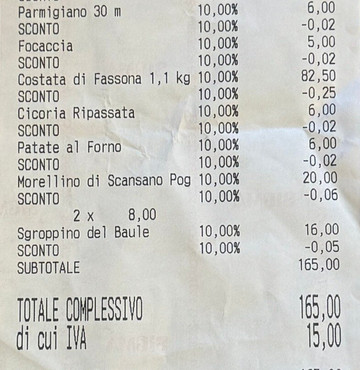 Parmigiano 30 m 10,00% 6,00
SCONTO 10,00% -0,02
Focaccia 10,00% 5,00
SCONTO 10,00% -0,02
Costata di Fassona 1,1 kg 10,00% 82,50
SCONTO 10,00% -0,25
Cicoria Ripassata 10,00% 6,00
SCONTO 10,00% -0,02
Patate al Forno 10,00% 6,00
SCONTO 10,00% -0,02
Morellino di Scansano Pog 10,00% 20,00
SCONTO 10,00% -0,06
2 x 8,00
Sgroppino del Baule 10,00% 16,00
SCONTO 10,00% -0,05
SUBTOTALE 165,00
TOTALE COMPLESSIVO 165,00
di cui IVA 15,00